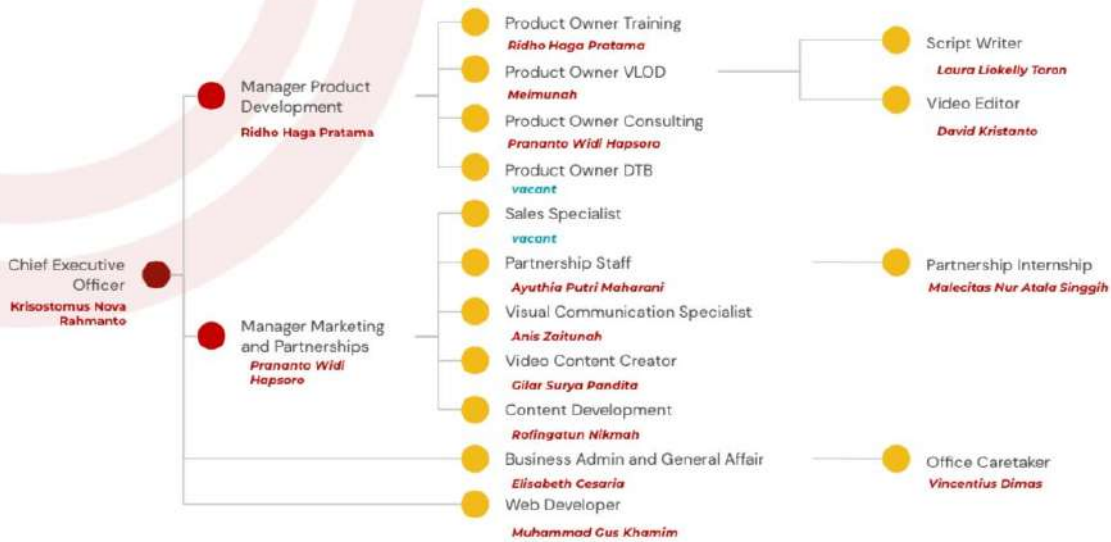 Chief Executive
Officer
Krisostomus Nova
Rahmanto
Manager Product
Development
Ridho Haga Pratama
Product Owner Training
Ridho Haga Pratama
Product Owner VLOD
Meimunah
Script Writer
Laura Liokelly Toron
Video Editor
David Kristanto
Product Owner Consulting
Prananto Widi Hapsoro
Product Owner DTB
vacant
Manager Marketing
and Partnerships
Prananto Widi
Hapsoro
Sales Specialist
vacant
Partnership Staff
Ayuthia Putri Maharani
Partnership Internship
Malecitas Nur Atala Singgih
Visual Communication Specialist
Anis Zaitunah
Video Content Creator
Gilar Surya Pandita
Content Development
Rofingatun Nikmah
Business Admin and General Affair
Elisabeth Cesaria
Office Caretaker
Vincentius Dimas
Web Developer
Muhammad Gus Khamim